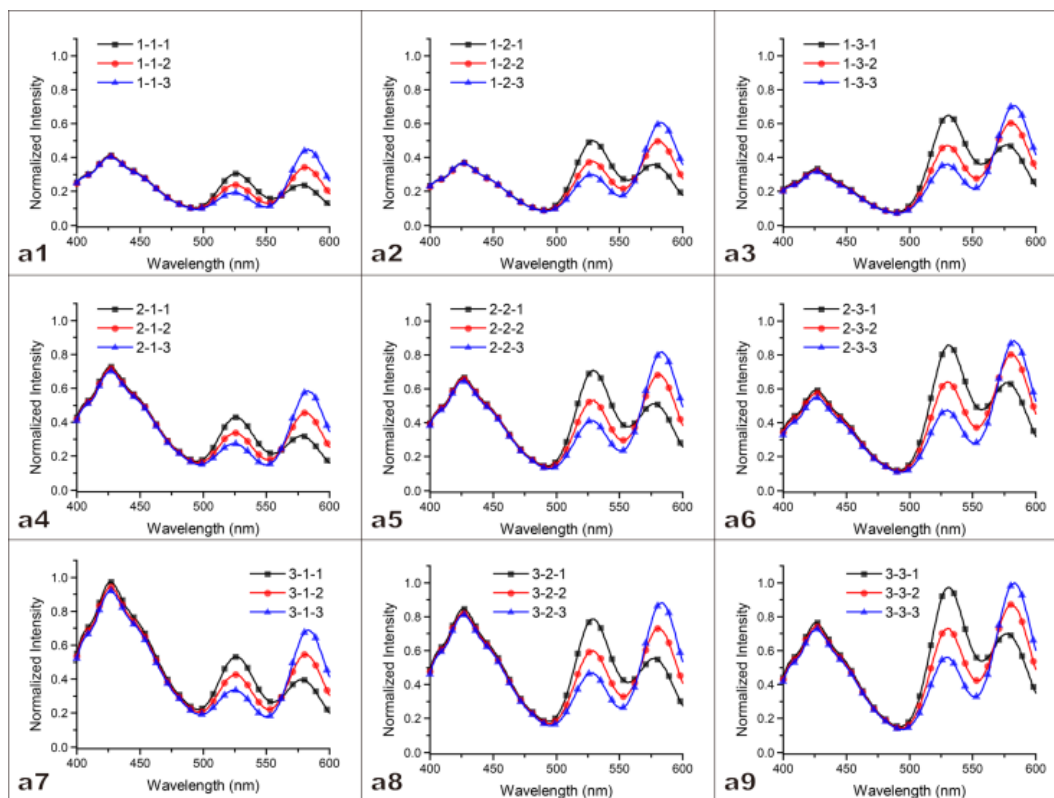 1-1-1
1-1-2
1-1-3
1.0
0.8
0.6
0.4
0.2
0.0
Normalized Intensity
400 450 500 550 600
Wavelength (nm)
a1
1-2-1
1-2-2
1-2-3
1.0
0.8
0.6
0.4
0.2
0.0
Normalized Intensity
400 450 500 550 600
Wavelength (nm)
a2
1-3-1
1-3-2
1-3-3
1.0
0.8
0.6
0.4
0.2
0.0
Normalized Intensity
400 450 500 550 600
Wavelength (nm)
a3
2-1-1
2-1-2
2-1-3
1.0
0.8
0.6
0.4
0.2
0.0
Normalized Intensity
400 450 500 550 600
Wavelength (nm)
a4
2-2-1
2-2-2
2-2-3
1.0
0.8
0.6
0.4
0.2
0.0
Normalized Intensity
400 450 500 550 600
Wavelength (nm)
a5
2-3-1
2-3-2
2-3-3
1.0
0.8
0.6
0.4
0.2
0.0
Normalized Intensity
400 450 500 550 600
Wavelength (nm)
a6
3-1-1
3-1-2
3-1-3
1.0
0.8
0.6
0.4
0.2
0.0
Normalized Intensity
400 450 500 550 600
Wavelength (nm)
a7
3-2-1
3-2-2
3-2-3
1.0
0.8
0.6
0.4
0.2
0.0
Normalized Intensity
400 450 500 550 600
Wavelength (nm)
a8
3-3-1
3-3-2
3-3-3
1.0
0.8
0.6
0.4
0.2
0.0
Normalized Intensity
400 450 500 550 600
Wavelength (nm)
a9